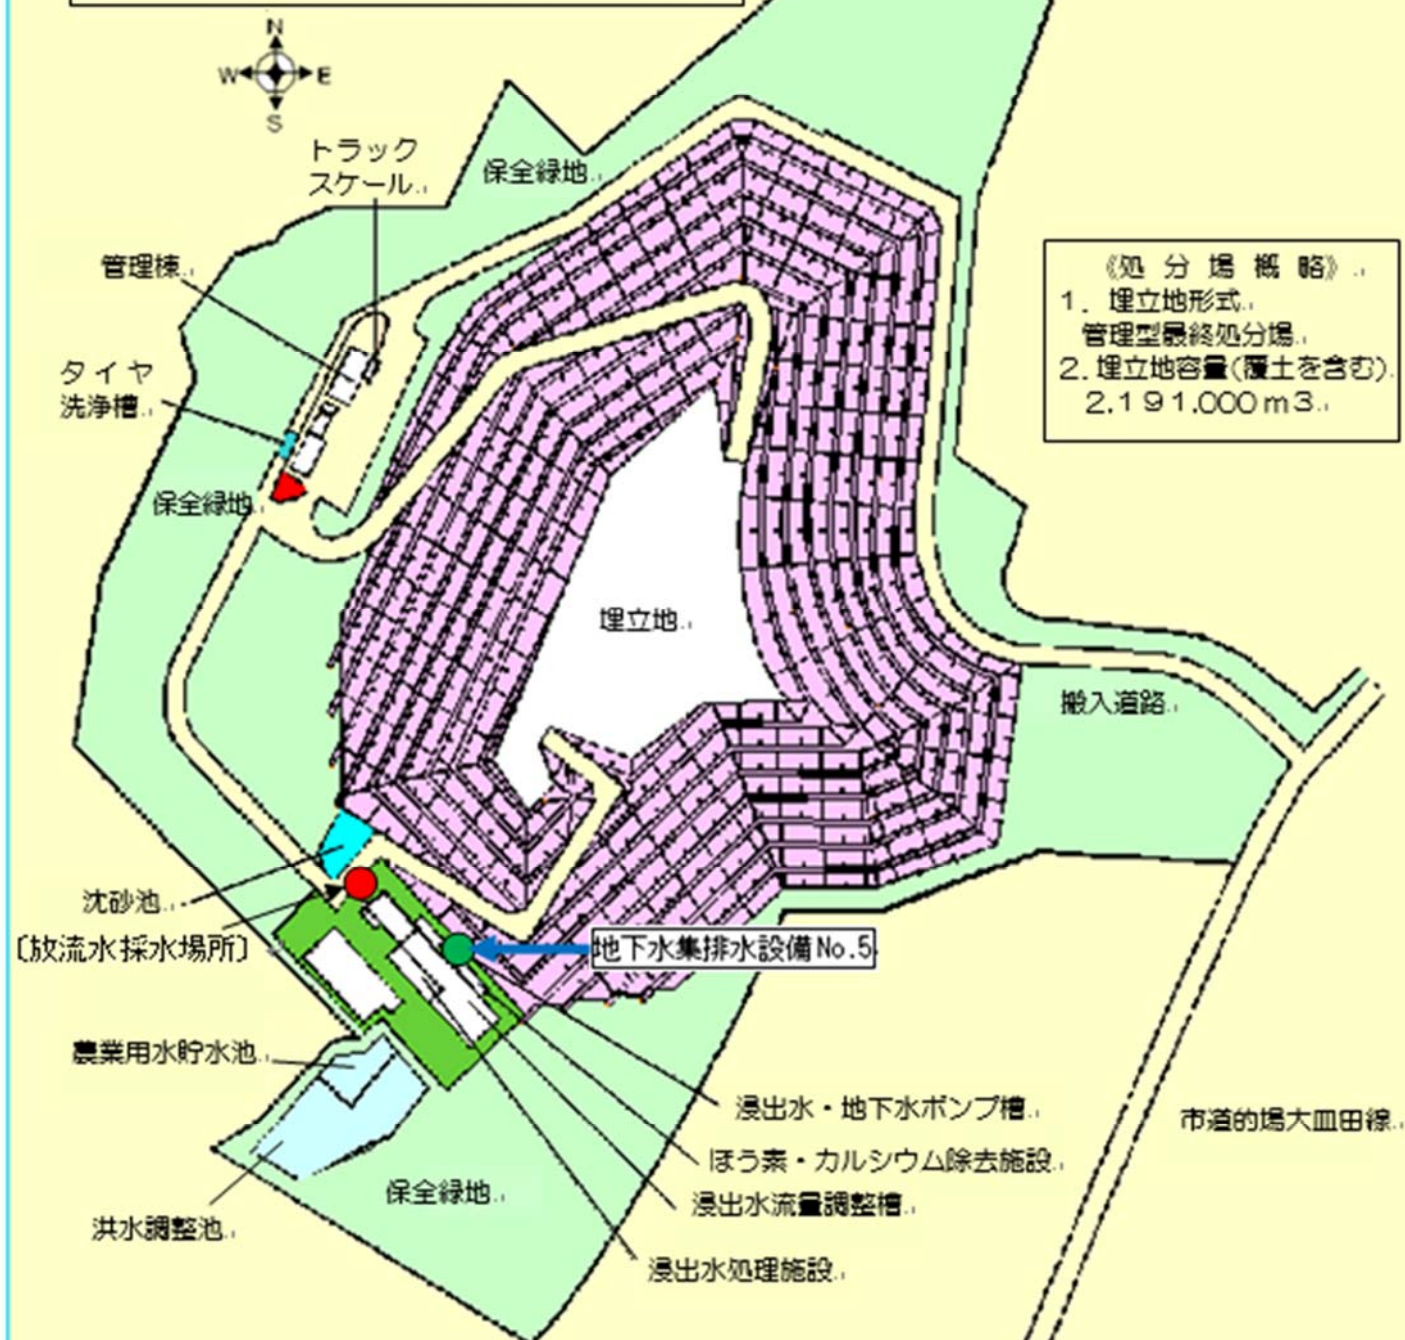 N
W E
S
トラック
スケール
保全緑地
管理棟
《処 分 場 概 略》
1. 埋立地形式
管理型最終処分場
2. 埋立地容量(覆土を含む)
2.191.000m3
タイヤ
洗浄槽
保全緑地
埋立地
搬入道路
沈砂池
〔放流水採水場所〕
地下水集排水設備No.5
農業用水貯水池
浸出水・地下水ポンプ槽
市道的場大皿田線
ほう素・カルシウム除去施設
保全緑地
浸出水流量調整槽
洪水調整池
浸出水処理施設